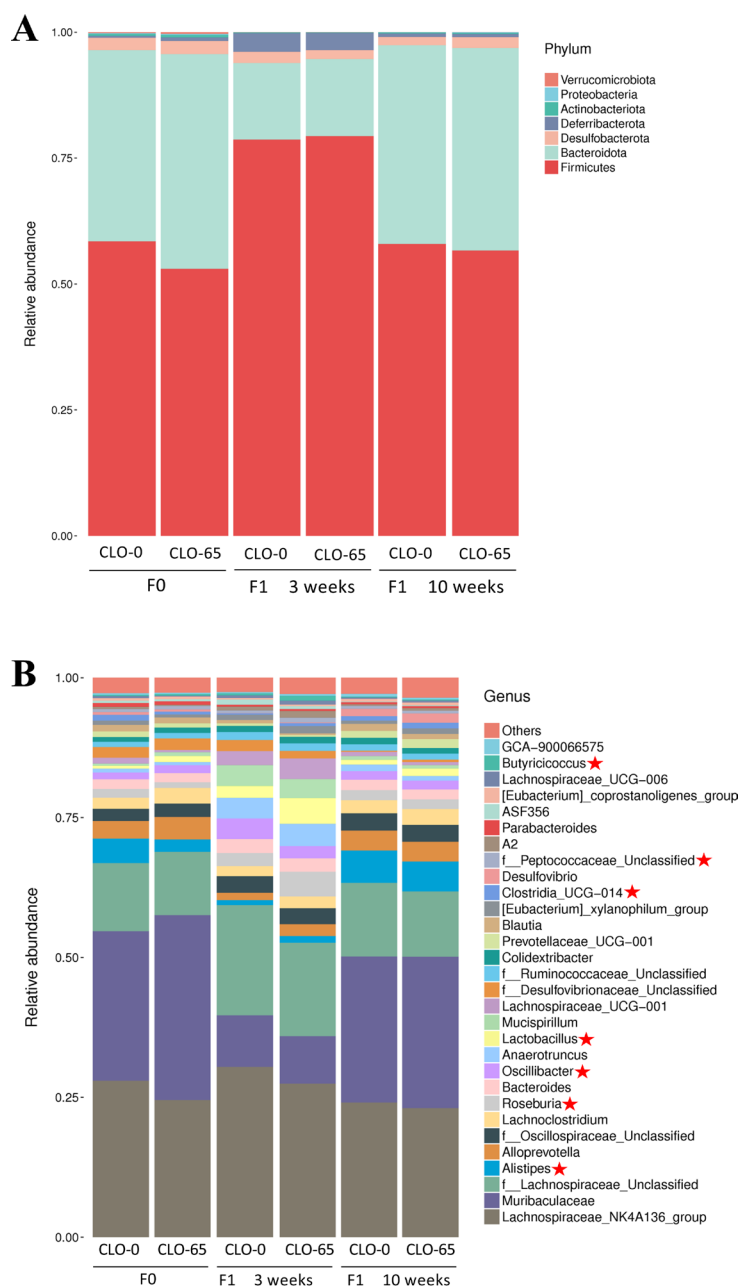 A
1.00
0.75
0.50
0.25
0.00
Relative abundance
Phylum
Verrucomicrobiota
Proteobacteria
Actinobacteriota
Deferribacterota
Desulfobacterota
Bacteroidota
Firmicutes
CLO-0 CLO-65 CLO-0 CLO-65 CLO-0 CLO-65
F0 F1 3 weeks F1 10 weeks
B
1.00
0.75
0.50
0.25
0.00
Relative abundance
Genus
Others
GCA-900066575
Butyricicoccus
Lachnospiraceae_UCG-006
[Eubacterium]_coprostanoligenes_group
ASF356
Parabacteroides
A2
f__Peptococcaceae_Unclassified
Desulfovibrio
Clostridia_UCG-014
[Eubacterium]_xylanophilum_group
Blautia
Prevotellaceae_UCG-001
Colidextribacter
f__Ruminococcaceae_Unclassified
f__Desulfovibrionaceae_Unclassified
Lachnospiraceae_UCG-001
Mucispirillum
Lactobacillus
Anaerotruncus
Oscillibacter
Bacteroides
Roseburia
Lachnoclostridium
f__Oscillospiraceae_Unclassified
Alloprevotella
Alistipes
f__Lachnospiraceae_Unclassified
Muribaculaceae
Lachnospiraceae_NK4A136_group
CLO-0 CLO-65 CLO-0 CLO-65 CLO-0 CLO-65
F0 F1 3 weeks F1 10 weeks